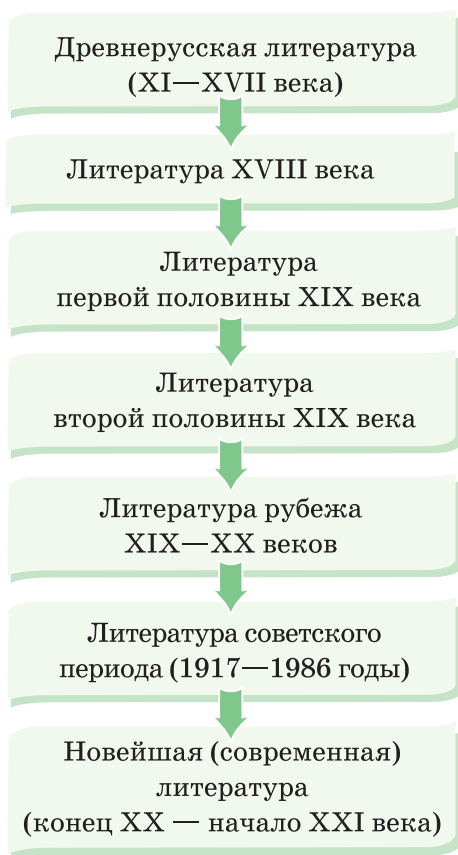 Древнерусская литература
(XI—XVII века)
Литература XVIII века
Литература
первой половины XIX века
Литература
второй половины XIX века
Литература рубежа
XIX—XX веков
Литература советского
периода (1917—1986 годы)
Новейшая (современная)
литература
(конец XX — начало XXI века)